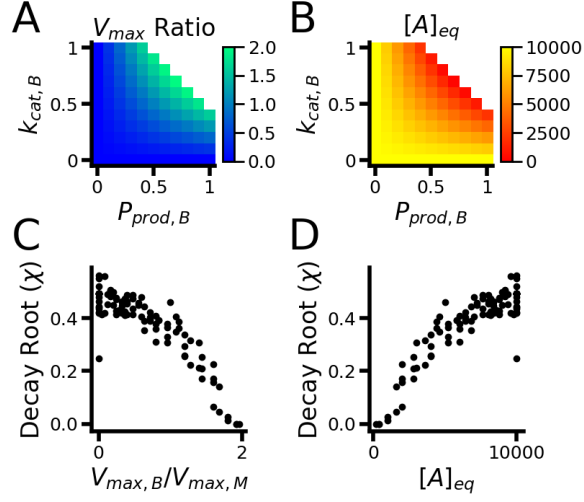 A
V_max Ratio
k_cat, B
1
0.5
0
0
0.5
1
P_prod, B
2.0
1.5
1.0
0.5
0.0
B
[A]_eq
k_cat, B
1
0.5
0
0
0.5
1
P_prod, B
10000
7500
5000
2500
0
C
Decay Root (χ)
0.4
0.2
0.0
0
2
V_max, B/V_max, M
D
Decay Root (χ)
0.4
0.2
0.0
0
10000
[A]_eq